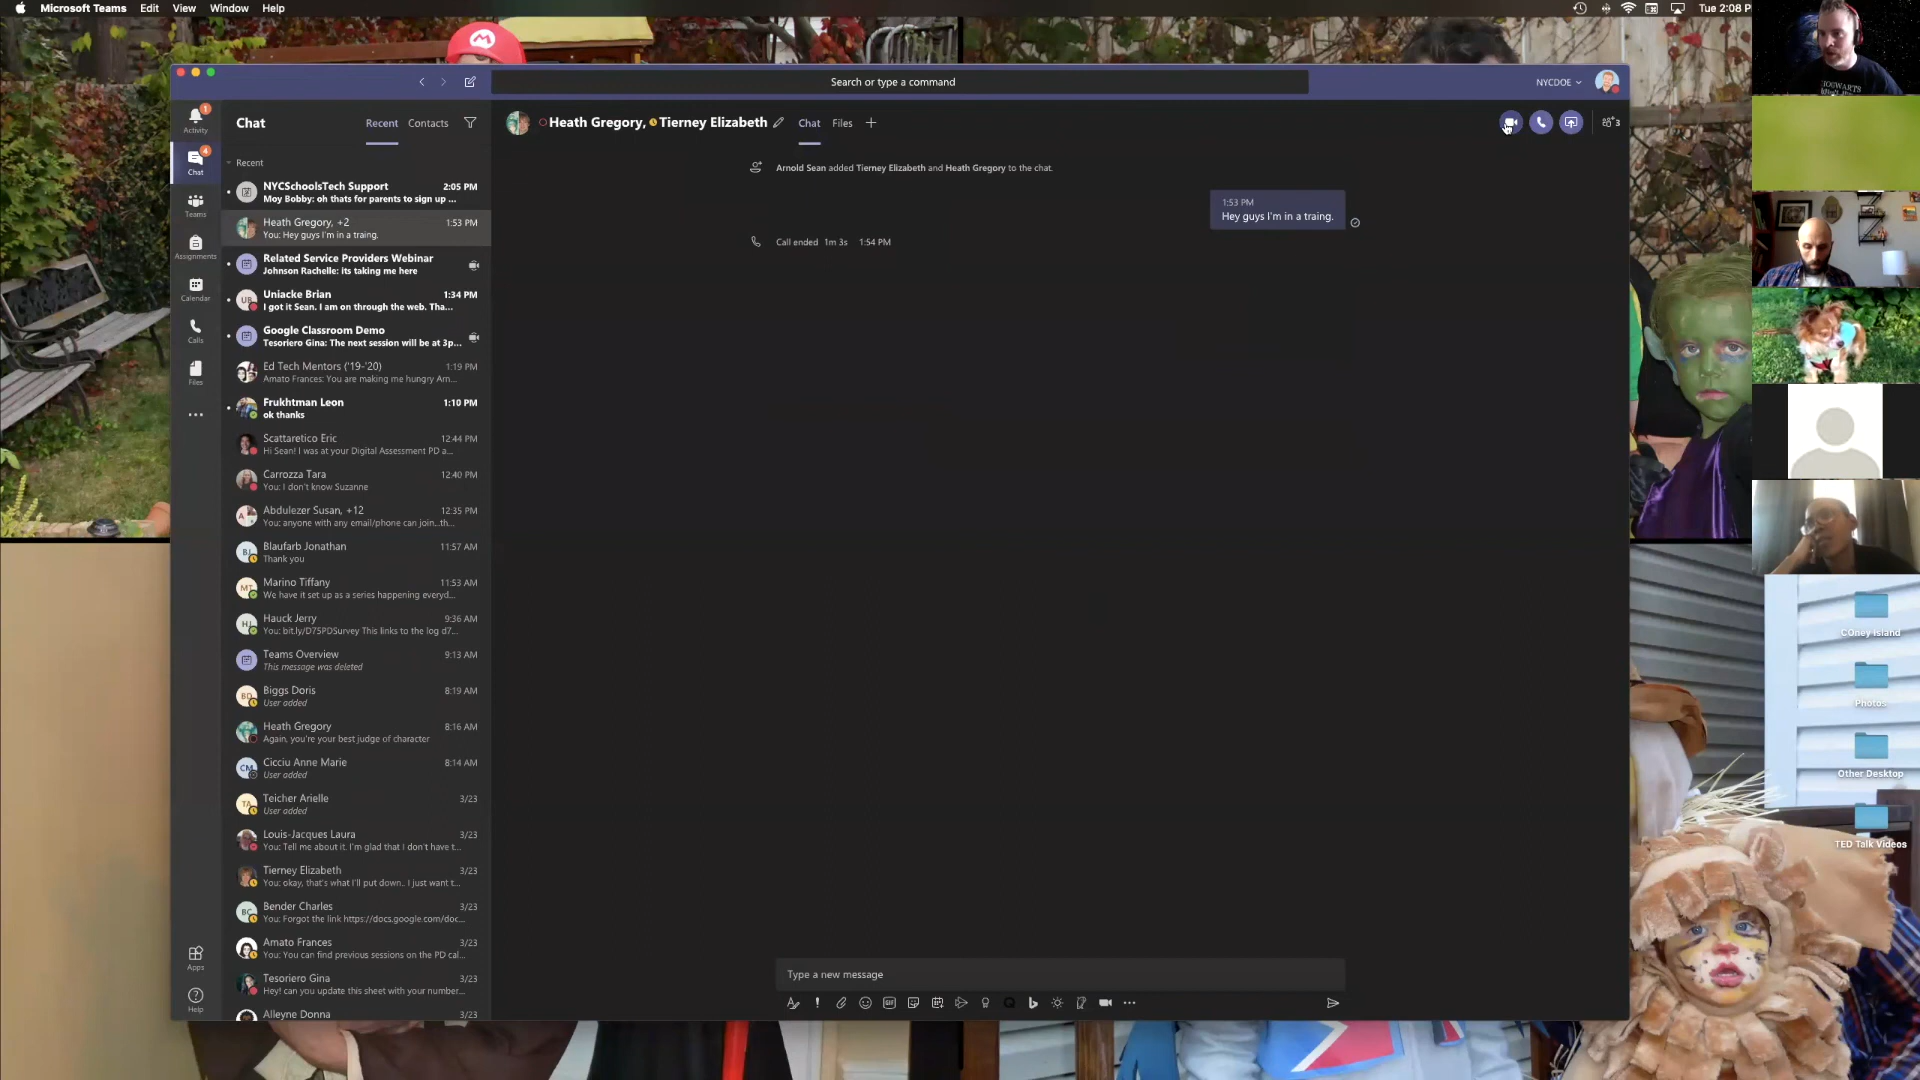 Microsoft Teams Edit View Window Help
Tue 2:08 P
Search or type a command
NYCDOE
Activity
1
Chat
4
Teams
Assignments
Calendar
Calls
Files
Apps
Help
Chat Recent Contacts
Recent
NYCSchoolsTech Support 2:05 PM
Moy Bobby: oh thats for parents to sign up ...
Heath Gregory, +2 1:53 PM
You: Hey guys I'm in a traing.
Related Service Providers Webinar
Johnson Rachelle: its taking me here
UB
Uniacke Brian 1:34 PM
I got it Sean. I am on through the web. Tha...
Google Classroom Demo
Tesoriero Gina: The next session will be at 3p...
Ed Tech Mentors ('19-'20) 1:19 PM
Amato Frances: You are making me hungry Arn...
Frukhtman Leon 1:10 PM
ok thanks
Scattaretico Eric 12:44 PM
Hi Sean! I was at your Digital Assessment PD a...
Carrozza Tara 12:40 PM
You: I don't know Suzanne
Abdulezer Susan, +12 12:35 PM
You: anyone with any email/phone can join...th...
BJ
Blaufarb Jonathan 11:57 AM
Thank you
MT
Marino Tiffany 11:53 AM
We have it set up as a series happening everyd...
HJ
Hauck Jerry 9:36 AM
You: bit.ly/D75PDSurvey This links to the log d7...
Teams Overview 9:13 AM
This message was deleted
BD
Biggs Doris 8:19 AM
User added
Heath Gregory 8:16 AM
Again, you're your best judge of character
CM
Cicciu Anne Marie 8:14 AM
User added
TA
Teicher Arielle 3/23
User added
Louis-Jacques Laura 3/23
You: Tell me about it. I'm glad that I don't have t...
Tierney Elizabeth 3/23
You: okay, that's what I'll put down.. I just want t...
BC
Bender Charles 3/23
You: Forgot the link https://docs.google.com/doc...
Amato Frances 3/23
You: You can find previous sessions on the PD cal...
Tesoriero Gina 3/23
Hey! can you update this sheet with your number...
Alleyne Donna 3/23
Heath Gregory, Tierney Elizabeth Chat Files
3
Arnold Sean added Tierney Elizabeth and Heath Gregory to the chat.
1:53 PM
Hey guys I'm in a traing.
Call ended 1m 3s 1:54 PM
Type a new message
GIF
HOGWARTS
COney island
Photos
Other Desktop
TED Talk Videos
M